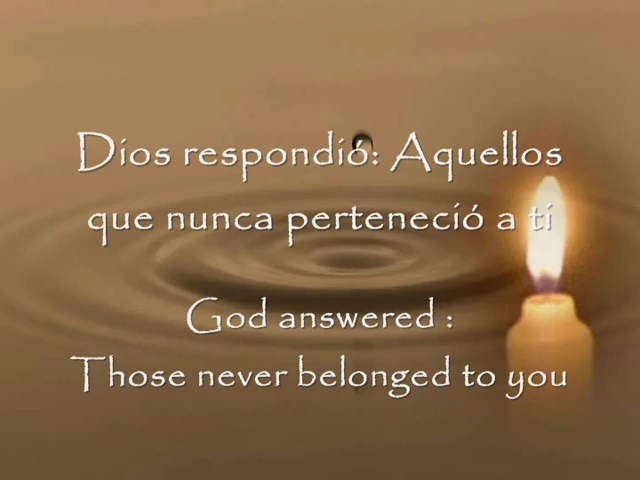 Dios respondió: Aquellos
que nunca perteneció a ti
God answered :
Those never belonged to you